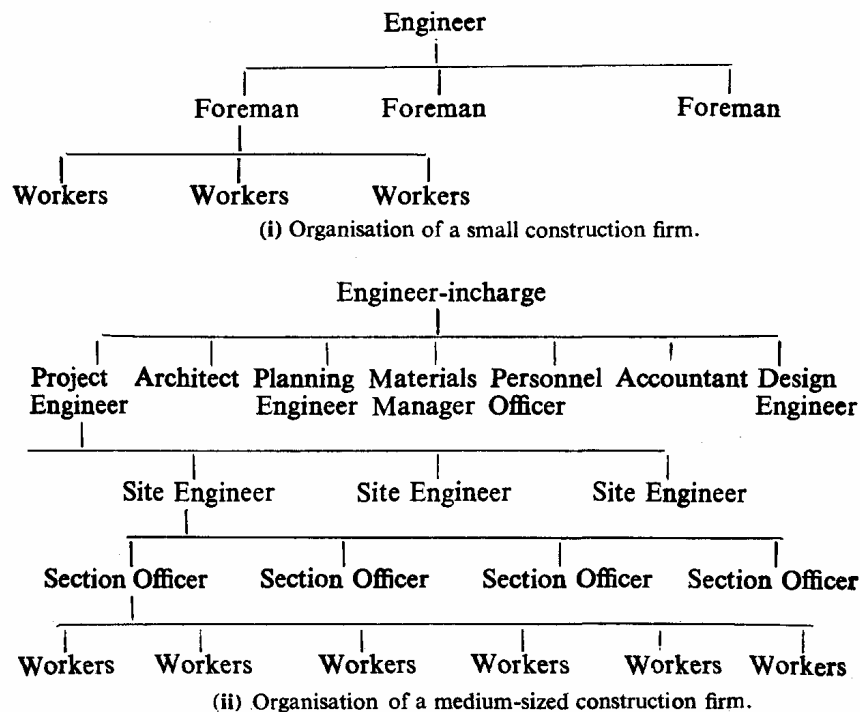 Engineer
Foreman Foreman Foreman
Workers Workers Workers
(i) Organisation of a small construction firm.
Engineer-incharge
Project Architect Planning Materials Personnel Accountant Design
Engineer Engineer Manager Officer Engineer
Site Engineer Site Engineer Site Engineer
Section Officer Section Officer Section Officer Section Officer
Workers Workers Workers Workers Workers Workers
(ii) Organisation of a medium-sized construction firm.